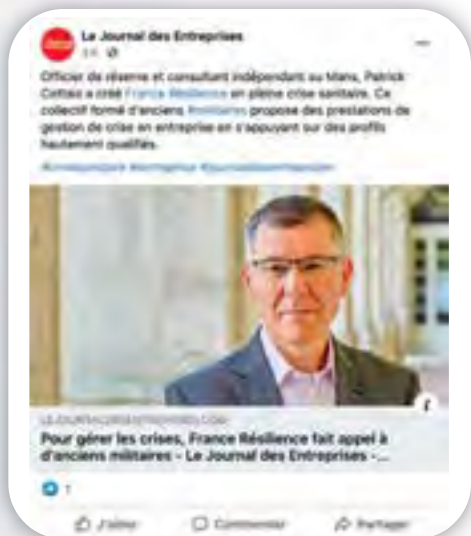 Le Journal des Entreprises
Officier de réserve et consultant indépendant au Mans, Patrick
a créé France Résilience en pleine crise sanitaire. Ce
collectif formé d'anciens #militaires propose des prestations de
gestion de crise en entreprise en s'appuyant sur des profils
hautement qualifiés.
LEJOURNALDESENTREPRISES.COM
Pour gérer les crises, France Résilience fait appel à
d'anciens militaires - Le Journal des Entreprises -...
1
J'aime Commenter Partager